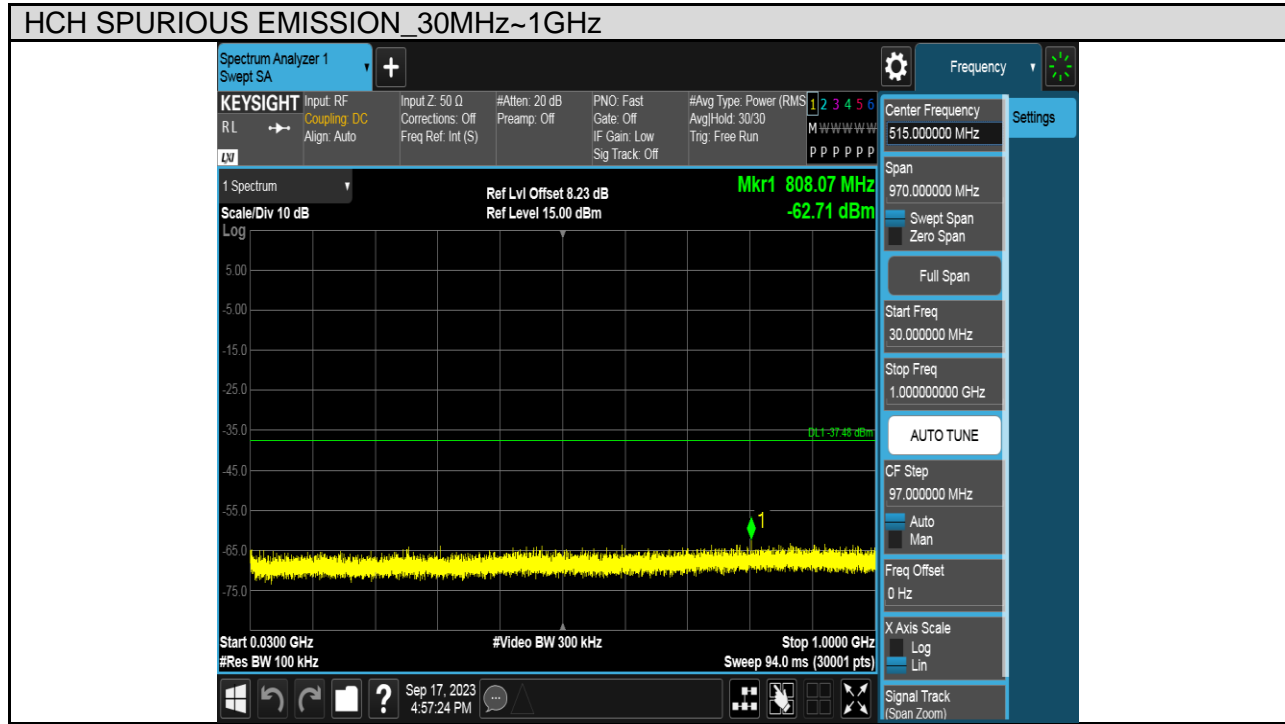 HCH SPURIOUS EMISSION_30MHz~1GHz
Spectrum Analyzer 1
Swept SA
+
Frequency
KEYSIGHT
RL
LXI
Input: RF
Coupling: DC
Align: Auto
Input Z: 50 Ω
Corrections: Off
Freq Ref: Int (S)
#Atten: 20 dB
Preamp: Off
PNO: Fast
Gate: Off
IF Gain: Low
Sig Track: Off
#Avg Type: Power (RMS
Avg|Hold: 30/30
Trig: Free Run
1 2 3 4 5 6
M W W W W W
P P P P P P
1 Spectrum
Scale/Div 10 dB
Ref Lvl Offset 8.23 dB
Ref Level 15.00 dBm
Mkr1 808.07 MHz
-62.71 dBm
Log
5.00
-5.00
-15.0
-25.0
-35.0
DL1 -37.48 dBm
-45.0
-55.0
1
-65.0
-75.0
Start 0.0300 GHz
#Video BW 300 kHz
Stop 1.0000 GHz
#Res BW 100 kHz
Sweep 94.0 ms (30001 pts)
Center Frequency
515.000000 MHz
Settings
Span
970.000000 MHz
Swept Span
Zero Span
Full Span
Start Freq
30.000000 MHz
Stop Freq
1.000000000 GHz
AUTO TUNE
CF Step
97.000000 MHz
Auto
Man
Freq Offset
0 Hz
X Axis Scale
Log
Lin
Signal Track
(Span Zoom)
?
Sep 17, 2023
4:57:24 PM